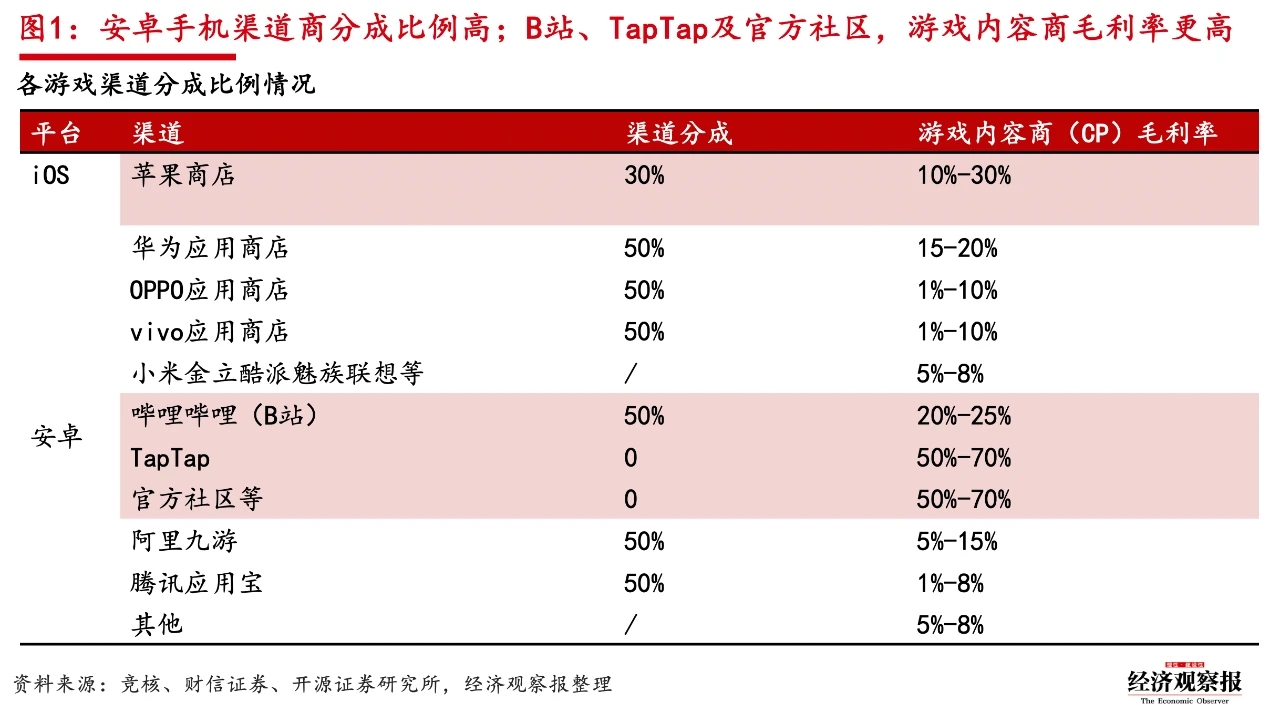 图1：安卓手机渠道商分成比例高；B站、TapTap及官方社区，游戏内容商毛利率更高
各游戏渠道分成比例情况
平台 渠道 渠道分成 游戏内容商（CP）毛利率
iOS 苹果商店 30% 10%-30%
华为应用商店 50% 15-20%
OPPO应用商店 50% 1%-10%
vivo应用商店 50% 1%-10%
小米金立酷派魅族联想等 / 5%-8%
哔哩哔哩（B站） 50% 20%-25%
安卓
TapTap 0 50%-70%
官方社区等 0 50%-70%
阿里九游 50% 5%-15%
腾讯应用宝 50% 1%-8%
其他 / 5%-8%
资料来源：竞核、财信证券、开源证券研究所，经济观察报整理
理性·建设性
经济观察报
The Economic Observer